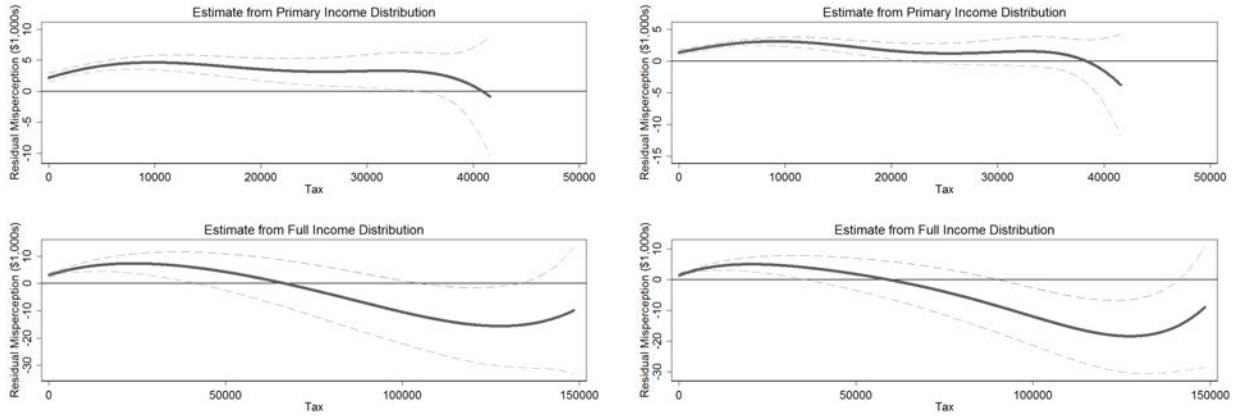 Estimate from Primary Income Distribution
Residual Misperception ($1,000s)
10
5
0
-5
-10
0 10000 20000 30000 40000 50000
Tax
Estimate from Primary Income Distribution
Residual Misperception ($1,000s)
5
0
-5
-10
-15
0 10000 20000 30000 40000 50000
Tax
Estimate from Full Income Distribution
Residual Misperception ($1,000s)
10
0
-10
-20
-30
0 50000 100000 150000
Tax
Estimate from Full Income Distribution
Residual Misperception ($1,000s)
10
0
-10
-20
-30
0 50000 100000 150000
Tax